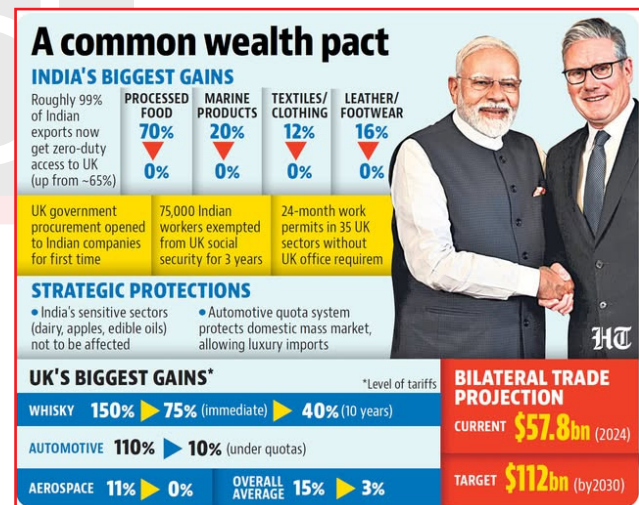 A common wealth pact
INDIA'S BIGGEST GAINS
Roughly 99%
of Indian
exports now
get zero-duty
access to UK
(up from ~65%)
PROCESSED
FOOD
70%
0%
MARINE
PRODUCTS
20%
0%
TEXTILES/
CLOTHING
12%
0%
LEATHER/
FOOTWEAR
16%
0%
UK government
procurement opened
to Indian companies
for first time
75,000 Indian
workers exempted
from UK social
security for 3 years
24-month work
permits in 35 UK
sectors without
UK office requirem
STRATEGIC PROTECTIONS
• India's sensitive sectors
(dairy, apples, edible oils)
not to be affected
• Automotive quota system
protects domestic mass market,
allowing luxury imports
HT
UK'S BIGGEST GAINS*
*Level of tariffs
WHISKY 150% 75% (immediate) 40% (10 years)
AUTOMOTIVE 110% 10% (under quotas)
AEROSPACE 11% 0%
OVERALL
AVERAGE 15% 3%
BILATERAL TRADE
PROJECTION
CURRENT $57.8bn (2024)
TARGET $112bn (by2030)